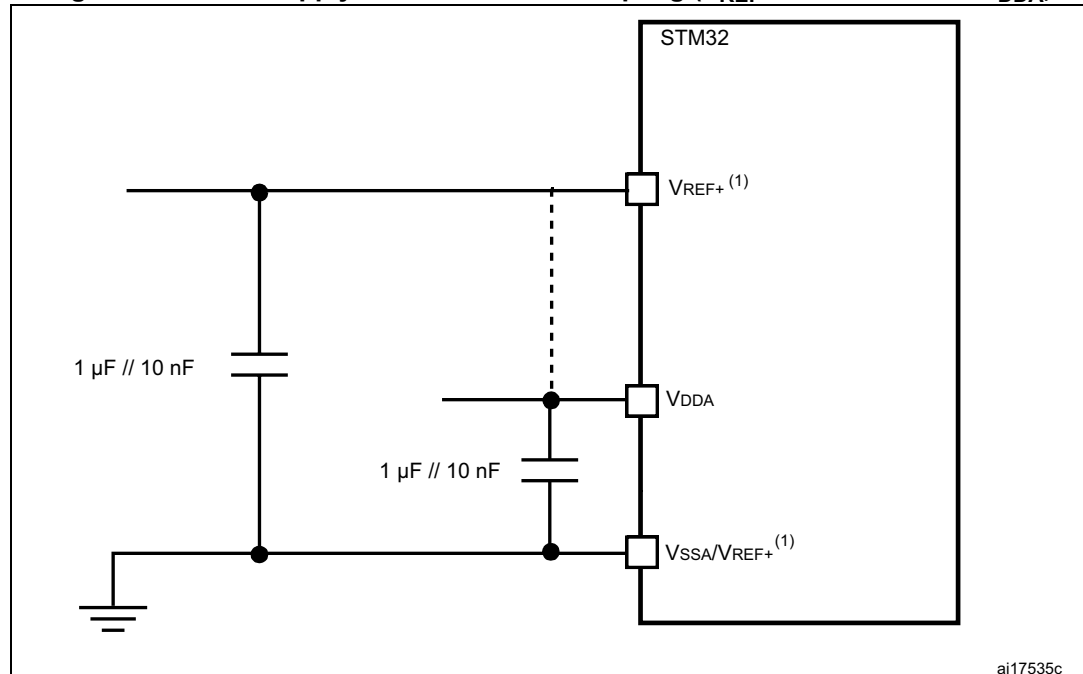 STM32
VREF+ (1)
1 µF // 10 nF
VDDA
1 µF // 10 nF
VSSA/VREF+ (1)
ai17535c